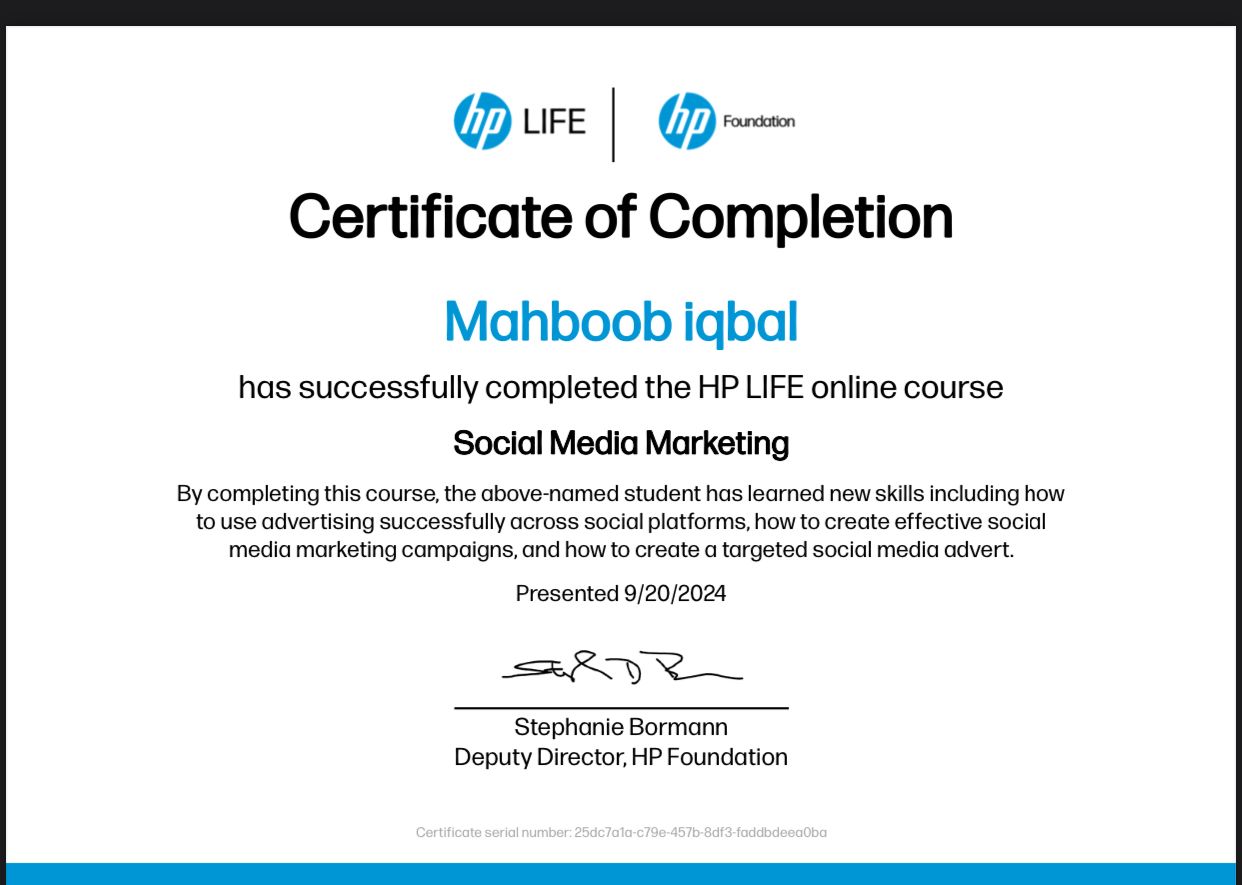 hp LIFE hp Foundation
Certificate of Completion
Mahboob iqbal
has successfully completed the HP LIFE online course
Social Media Marketing
By completing this course, the above-named student has learned new skills including how
to use advertising successfully across social platforms, how to create effective social
media marketing campaigns, and how to create a targeted social media advert.
Presented 9/20/2024
Stephanie Bormann
Deputy Director, HP Foundation
Certificate serial number: 25dc7a1a-c79e-457b-8df3-faddbdeea0ba